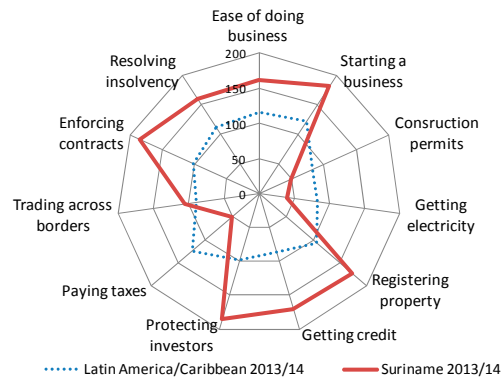 Ease of doing
business
200
150
100
50
0
Starting a
business
Consruction
permits
Getting
electricity
Registering
property
Getting credit
Protecting
investors
Paying taxes
Trading across
borders
Enforcing
contracts
Resolving
insolvency
Latin America/Caribbean 2013/14
Suriname 2013/14